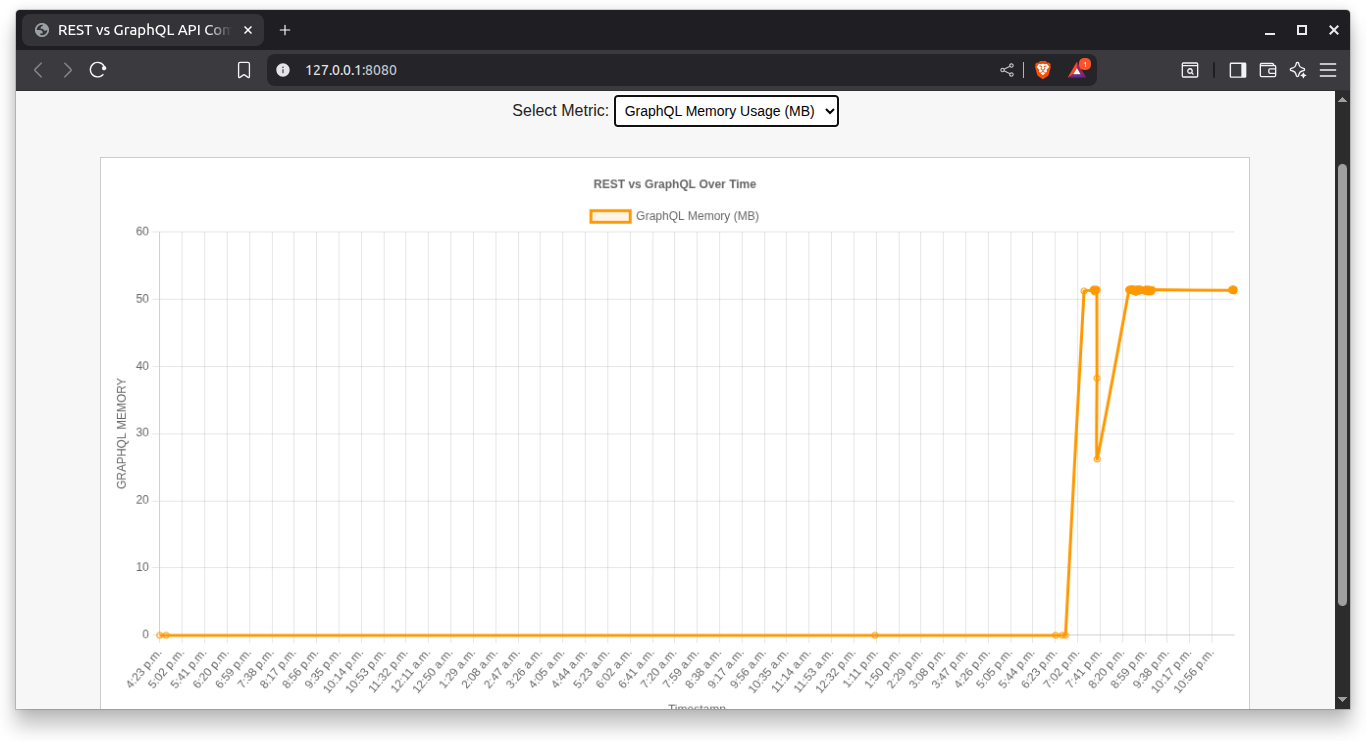 REST vs GraphQL API Con
127.0.0.1:8080
1
Select Metric: GraphQL Memory Usage (MB)
REST vs GraphQL Over Time
GraphQL Memory (MB)
60
50
40
30
20
10
0
GRAPHQL MEMORY
4:23 p.m.
5:02 p.m.
5:41 p.m.
6:20 p.m.
6:59 p.m.
7:38 p.m.
8:17 p.m.
8:56 p.m.
9:35 p.m.
10:14 p.m.
10:53 p.m.
11:32 p.m.
12:11 a.m.
12:50 a.m.
1:29 a.m.
2:08 a.m.
2:47 a.m.
3:26 a.m.
4:05 a.m.
4:44 a.m.
5:23 a.m.
6:02 a.m.
6:41 a.m.
7:20 a.m.
7:59 a.m.
8:38 a.m.
9:17 a.m.
9:56 a.m.
10:35 a.m.
11:14 a.m.
11:53 a.m.
12:32 p.m.
1:11 p.m.
1:50 p.m.
2:29 p.m.
3:08 p.m.
3:47 p.m.
4:26 p.m.
5:05 p.m.
5:44 p.m.
6:23 p.m.
7:02 p.m.
7:41 p.m.
8:20 p.m.
8:59 p.m.
9:38 p.m.
10:17 p.m.
10:56 p.m.
Timestamp